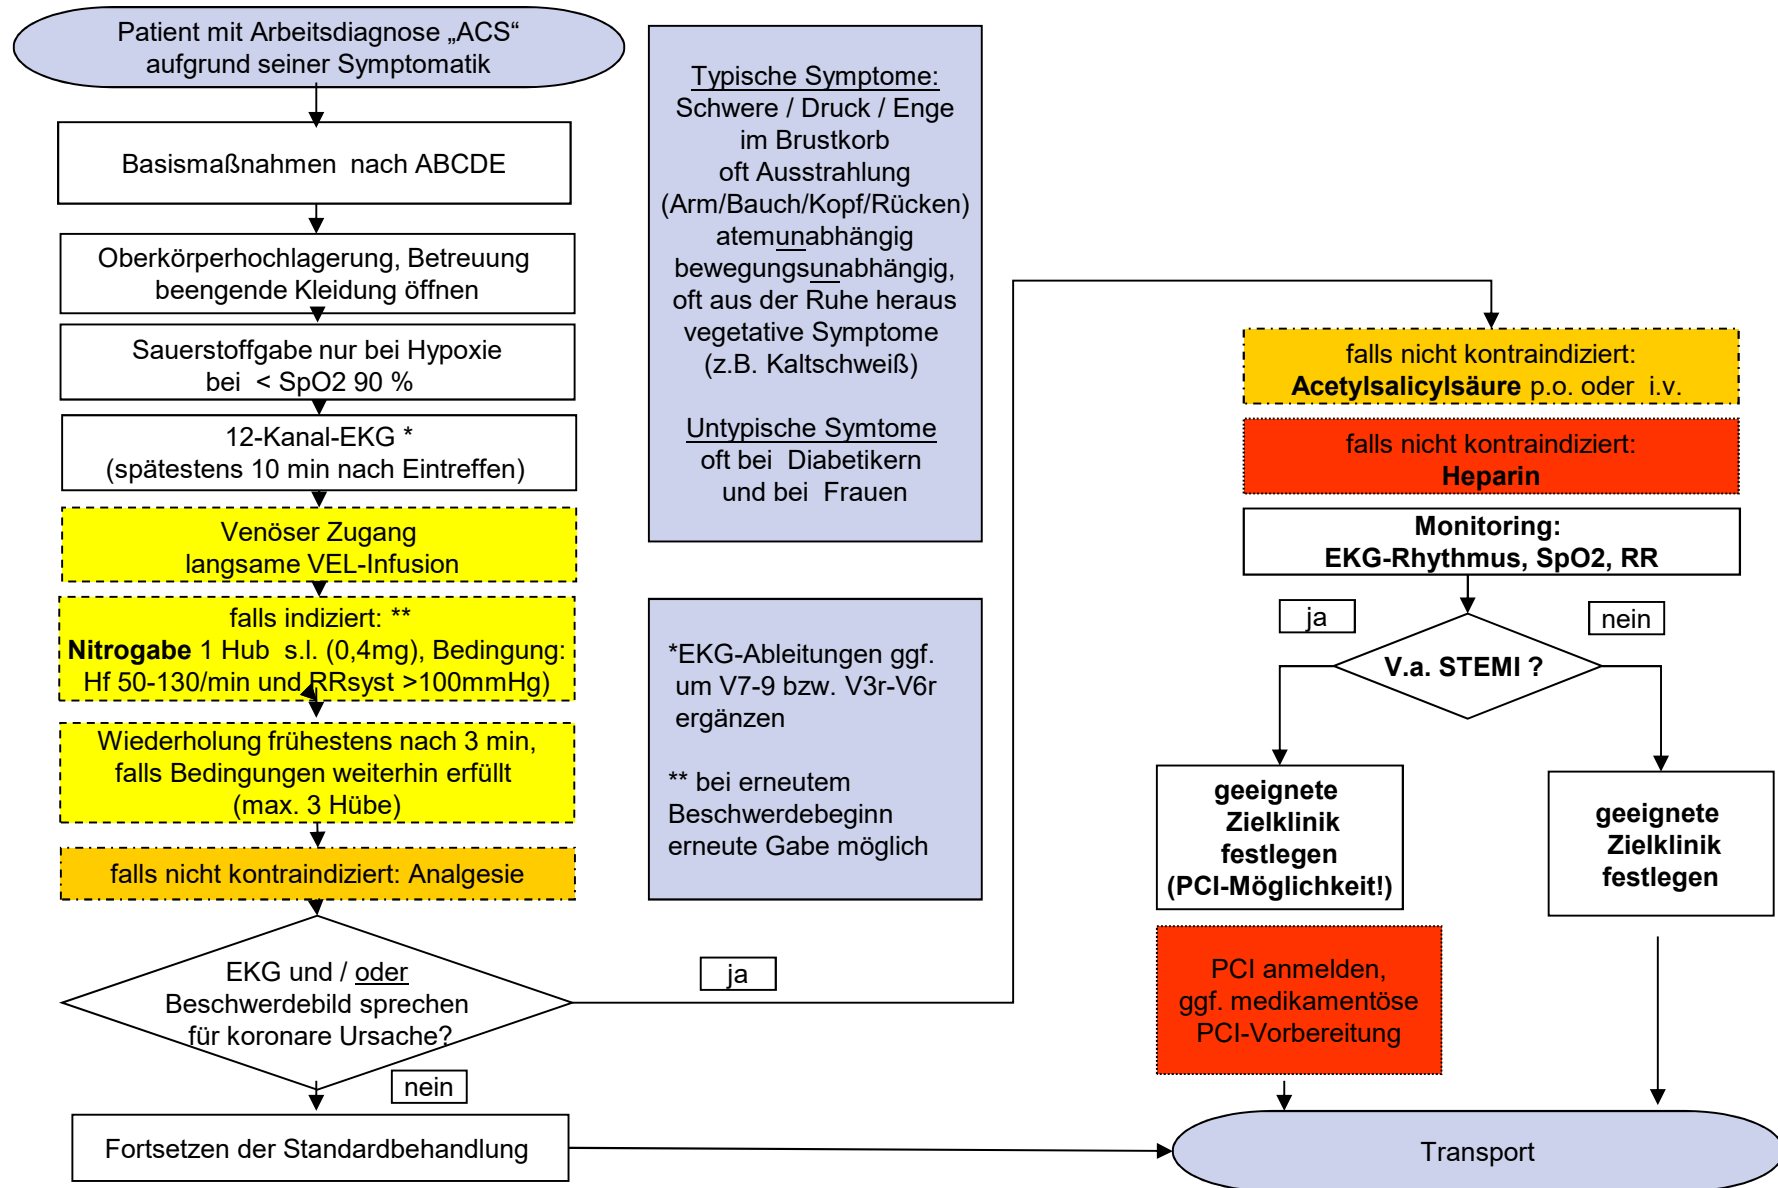 Patient mit Arbeitsdiagnose „ACS“
aufgrund seiner Symptomatik
Basismaßnahmen nach ABCDE
Oberkörperhochlagerung, Betreuung
beengende Kleidung öffnen
Sauerstoffgabe nur bei Hypoxie
bei < SpO2 90 %
12-Kanal-EKG *
(spätestens 10 min nach Eintreffen)
Venöser Zugang
langsame VEL-Infusion
falls indiziert: **
Nitrogabe 1 Hub s.l. (0,4mg), Bedingung:
Hf 50-130/min und RRsyst >100mmHg)
Wiederholung frühestens nach 3 min,
falls Bedingungen weiterhin erfüllt
(max. 3 Hübe)
falls nicht kontraindiziert: Analgesie
EKG und / oder
Beschwerdebild sprechen
für koronare Ursache?
ja
nein
Fortsetzen der Standardbehandlung
Typische Symptome:
Schwere / Druck / Enge
im Brustkorb
oft Ausstrahlung
(Arm/Bauch/Kopf/Rücken)
atemunabhängig
bewegungsunabhängig,
oft aus der Ruhe heraus
vegetative Symptome
(z.B. Kaltschweiß)
Untypische Symtome
oft bei Diabetikern
und bei Frauen
*EKG-Ableitungen ggf.
um V7-9 bzw. V3r-V6r
ergänzen
** bei erneutem
Beschwerdebeginn
erneute Gabe möglich
falls nicht kontraindiziert:
Acetylsalicylsäure p.o. oder i.v.
falls nicht kontraindiziert:
Heparin
Monitoring:
EKG-Rhythmus, SpO2, RR
ja
nein
V.a. STEMI ?
geeignete
Zielklinik
festlegen
(PCI-Möglichkeit!)
geeignete
Zielklinik
festlegen
PCI anmelden,
ggf. medikamentöse
PCI-Vorbereitung
Transport